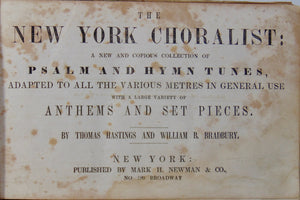 THE
NEW YORK CHORALIST:
A NEW AND COPIOUS COLLECTION OF
PSALM AND HYMN TUNES,
ADAPTED TO ALL THE VARIOUS METRES IN GENERAL USE
WITH A LARGE VARIETY OF
ANTHEMS AND SET PIECES.
BY THOMAS HASTINGS AND WILLIAM B. BRADBURY.
NEW YORK:
PUBLISHED BY MARK H. NEWMAN & CO.,
NO. BROADWAY